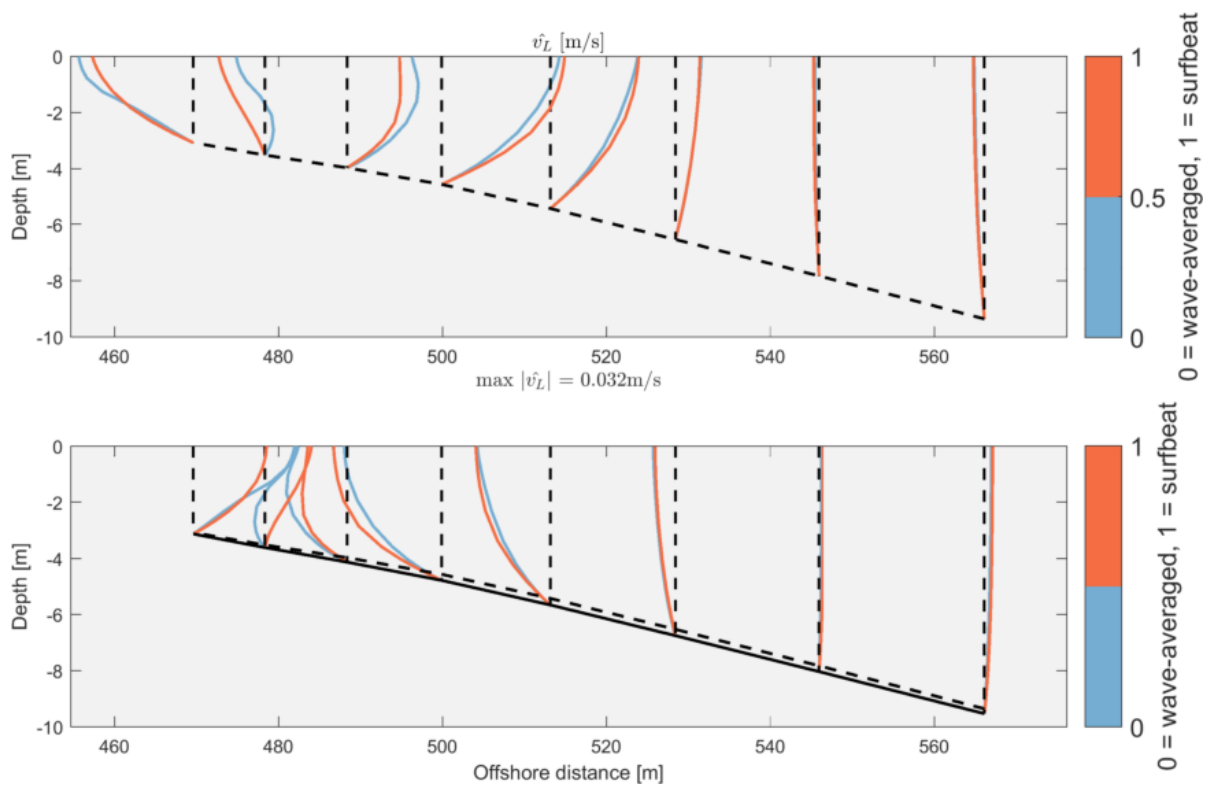 v̂_L [m/s]
0
-2
-4
-6
-8
-10
Depth [m]
460 480 500 520 540 560
1
0.5
0
0 = wave-averaged, 1 = surfbeat
max |v̂_L| = 0.032m/s
0
-2
-4
-6
-8
-10
Depth [m]
460 480 500 520 540 560
Offshore distance [m]
1
0
0 = wave-averaged, 1 = surfbeat